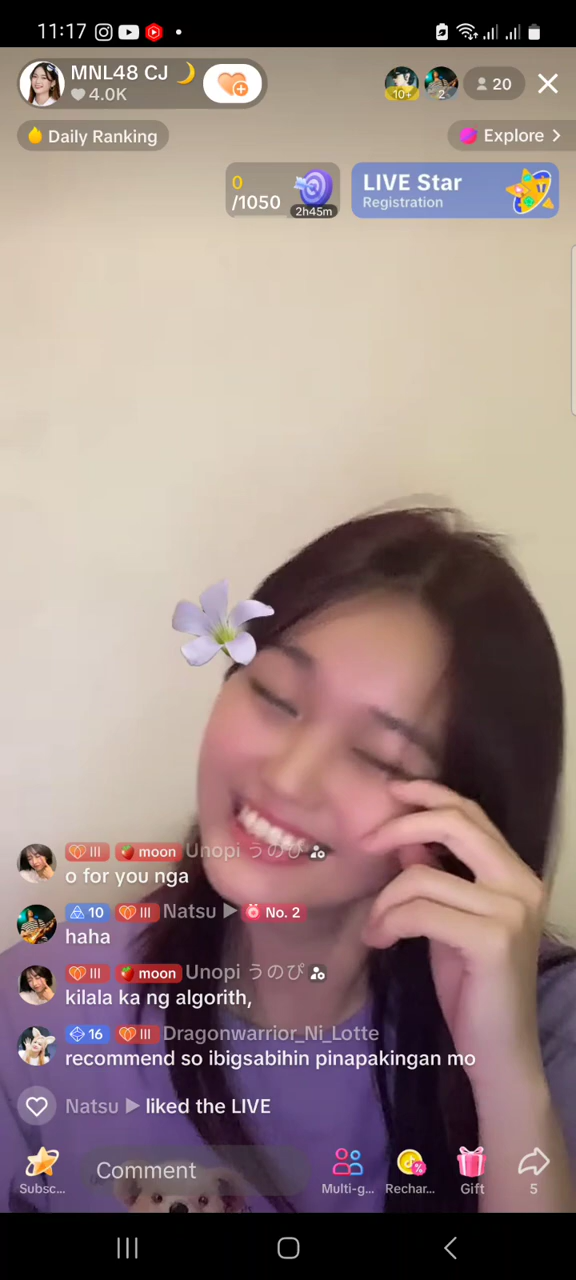 11:17
MNL48 CJ 🌙
4.0K
10+
2
20
Daily Ranking
Explore >
0
/1050
2h45m
LIVE Star
Registration
III moon Unopi うのぴ
o for you nga
10 III Natsu ▶ No. 2
haha
III moon Unopi うのぴ
kilala ka ng algorith,
16 III Dragonwarrior_Ni_Lotte
recommend so ibigsabihin pinapakingan mo
Natsu ▶ liked the LIVE
Comment
Subsc...
Multi-g...
Rechar...
Gift
5